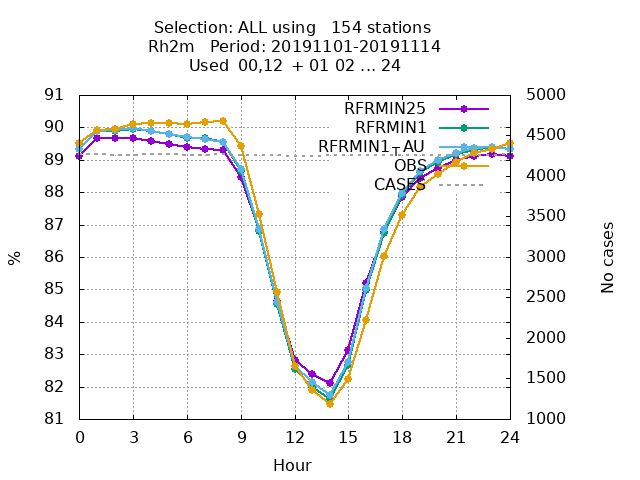 Selection: ALL using   154 stations
Rh2m   Period: 20191101-20191114
Used  00,12  + 01 02 ... 24
RFRMIN25
RFRMIN1
RFRMIN1┬AU
OBS
CASES
91
90
89
88
87
86
85
84
83
82
81
%
5000
4500
4000
3500
3000
2500
2000
1500
1000
No cases
0 3 6 9 12 15 18 21 24
Hour